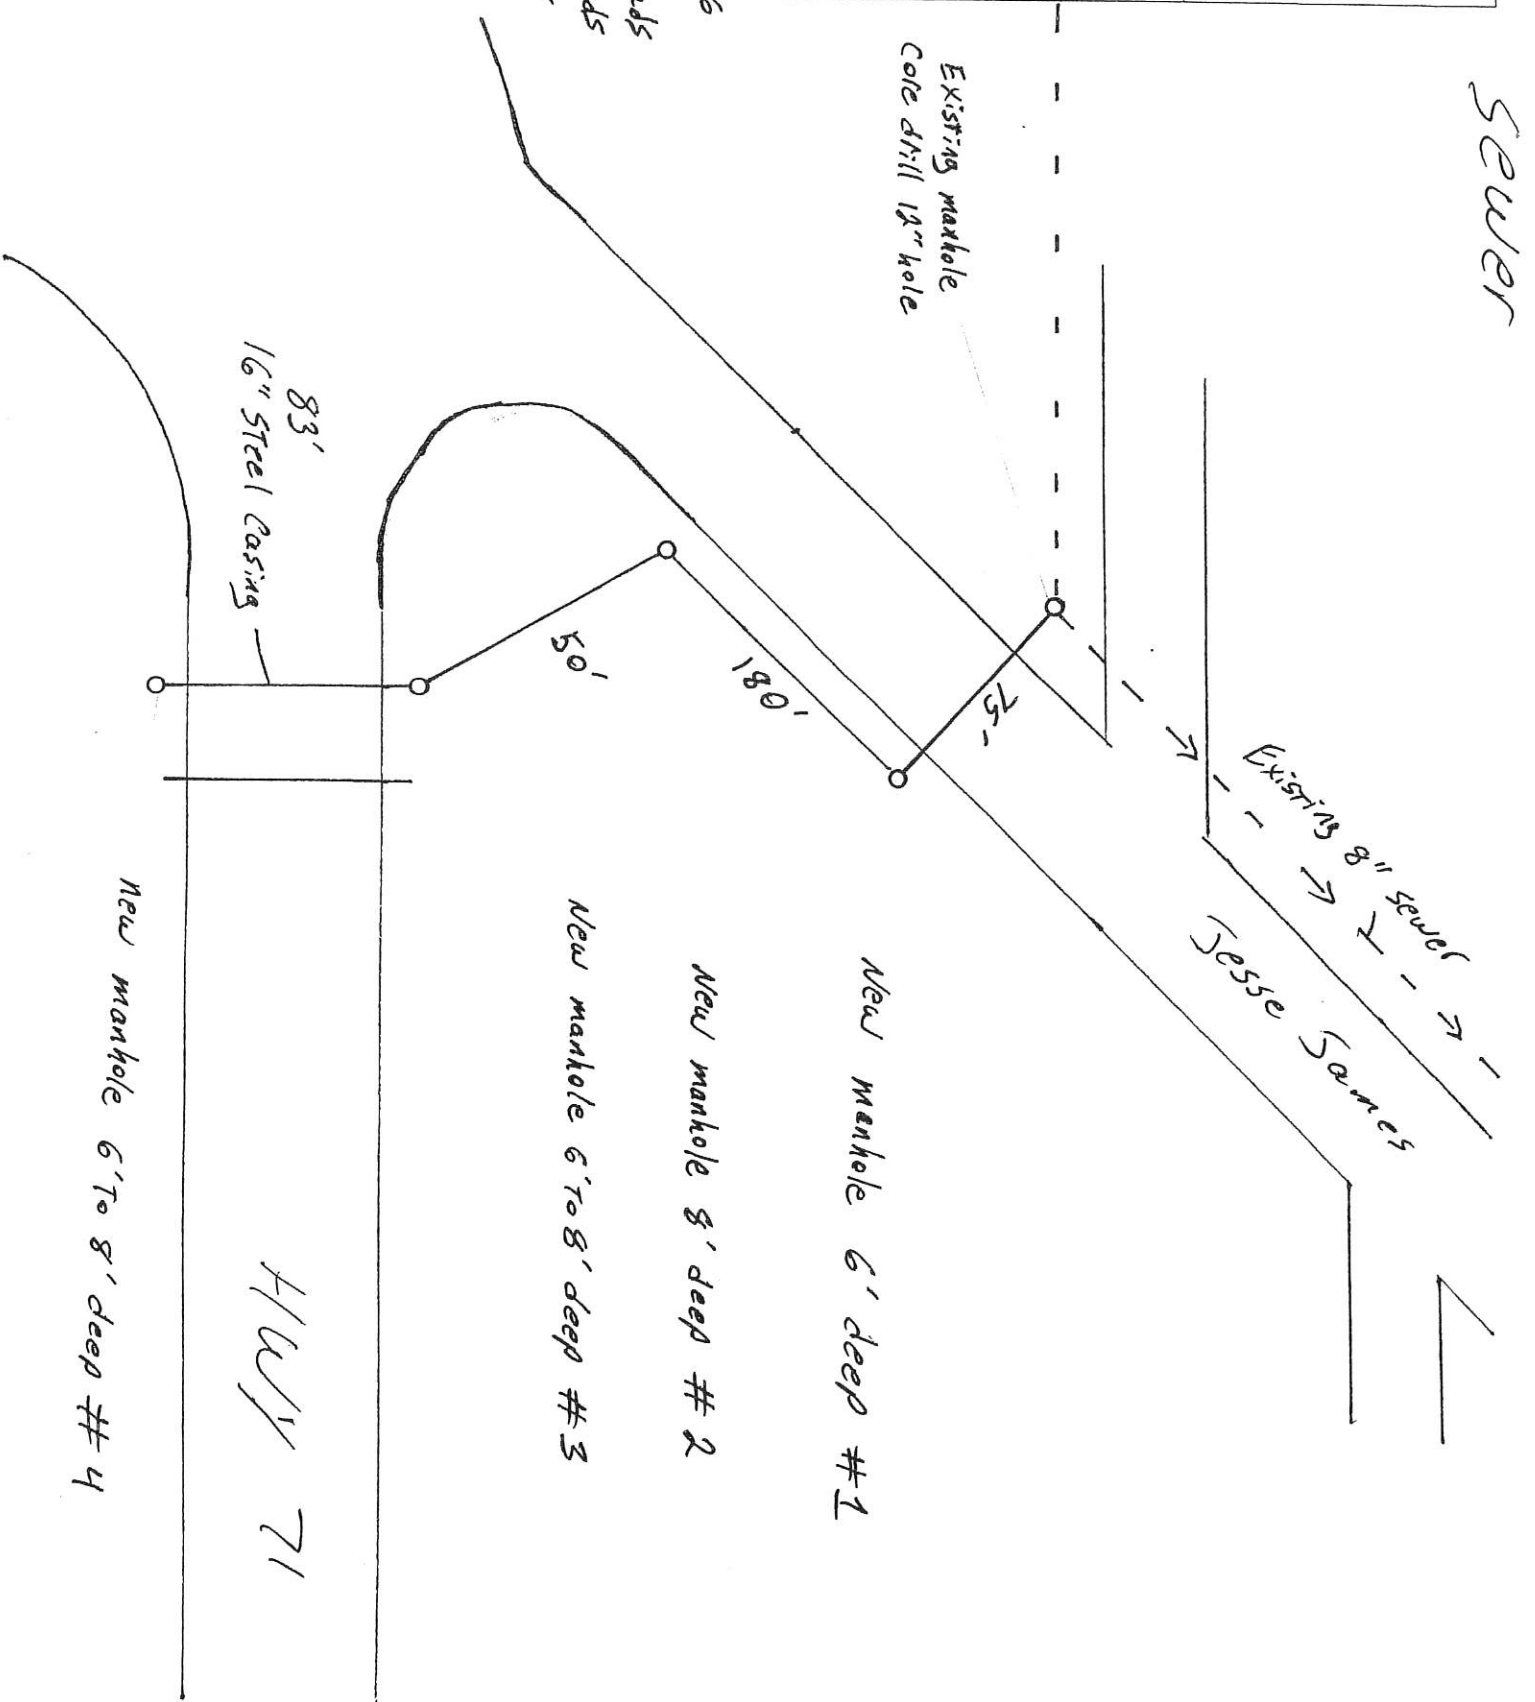 Sewer
Existing manhole
Core drill 12" hole
Existing 8" sewer
Jesse James
75'
180'
50'
83'
16" Steel Casing
New manhole 6' deep #1
New manhole 8' deep #2
New manhole 6' To 8' deep #3
Hwy 71
New manhole 6' To 8' deep #4